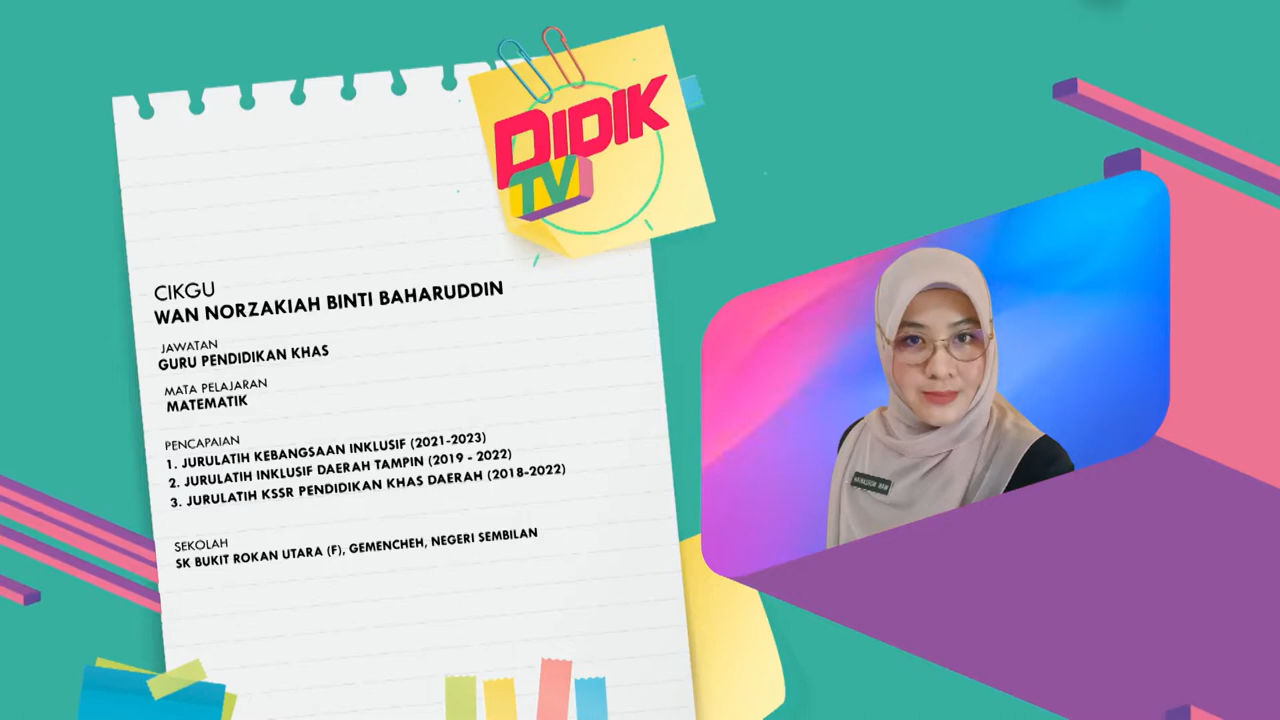 DIDIK
TV
CIKGU
WAN NORZAKIAH BINTI BAHARUDDIN
JAWATAN
GURU PENDIDIKAN KHAS
MATA PELAJARAN
MATEMATIK
PENCAPAIAN
1. JURULATIH KEBANGSAAN INKLUSIF (2021-2023)
2. JURULATIH INKLUSIF DAERAH TAMPIN (2019 - 2022)
3. JURULATIH KSSR PENDIDIKAN KHAS DAERAH (2018-2022)
SEKOLAH
SK BUKIT ROKAN UTARA (F), GEMENCHEH, NEGERI SEMBILAN